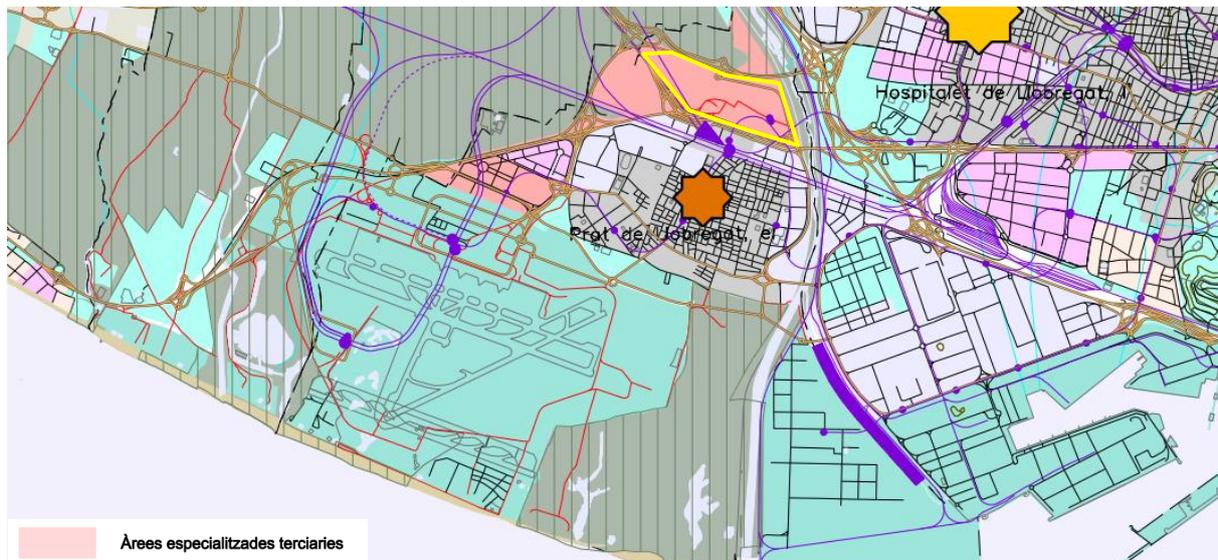 Hospitalet de Llobregat, l
Prat de Llobregat, el
Àrees especialitzades terciaries